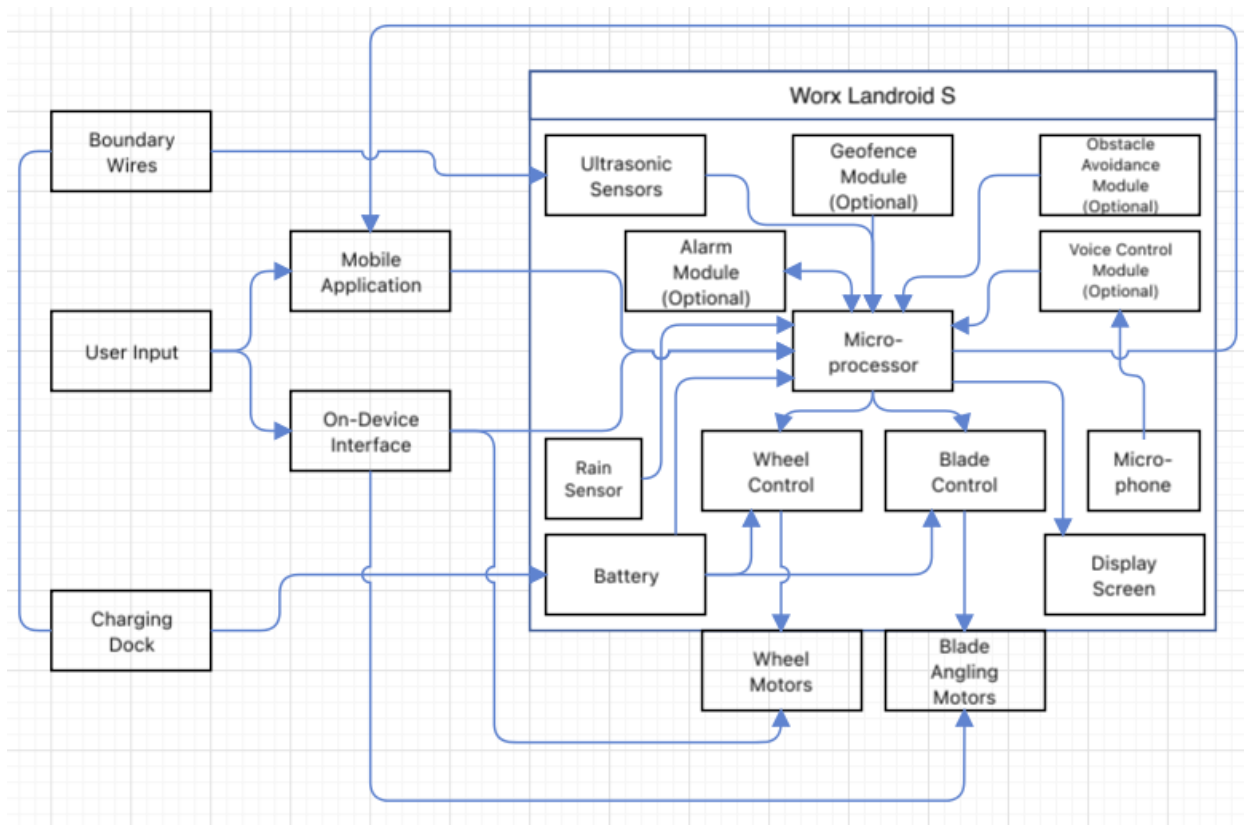 Worx Landroid S
Boundary
Wires
Ultrasonic
Sensors
Geofence
Module
(Optional)
Obstacle
Avoidance
Module
(Optional)
Mobile
Application
Alarm
Module
(Optional)
Voice Control
Module
(Optional)
User Input
Micro-
processor
On-Device
Interface
Rain
Sensor
Wheel
Control
Blade
Control
Micro-
phone
Battery
Display
Screen
Charging
Dock
Wheel
Motors
Blade
Angling
Motors